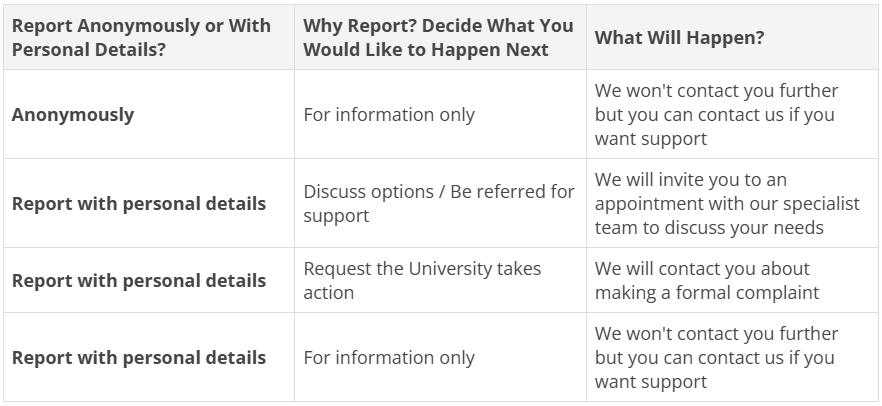 Report Anonymously or With
Personal Details?
Why Report? Decide What You
Would Like to Happen Next
What Will Happen?
Anonymously
For information only
We won't contact you further
but you can contact us if you
want support
Report with personal details
Discuss options / Be referred for
support
We will invite you to an
appointment with our specialist
team to discuss your needs
Report with personal details
Request the University takes
action
We will contact you about
making a formal complaint
Report with personal details
For information only
We won't contact you further
but you can contact us if you
want support